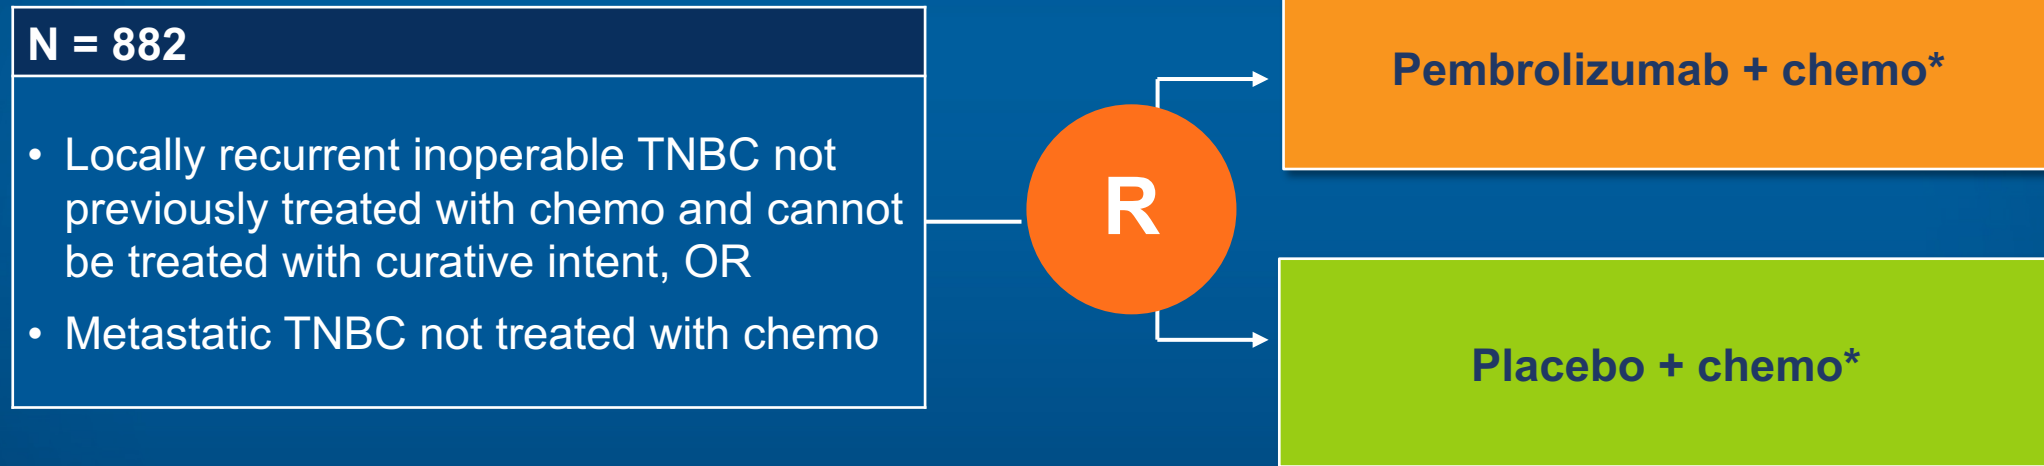 N = 882
• Locally recurrent inoperable TNBC not
previously treated with chemo and cannot
be treated with curative intent, OR
• Metastatic TNBC not treated with chemo
R
Pembrolizumab + chemo*
Placebo + chemo*